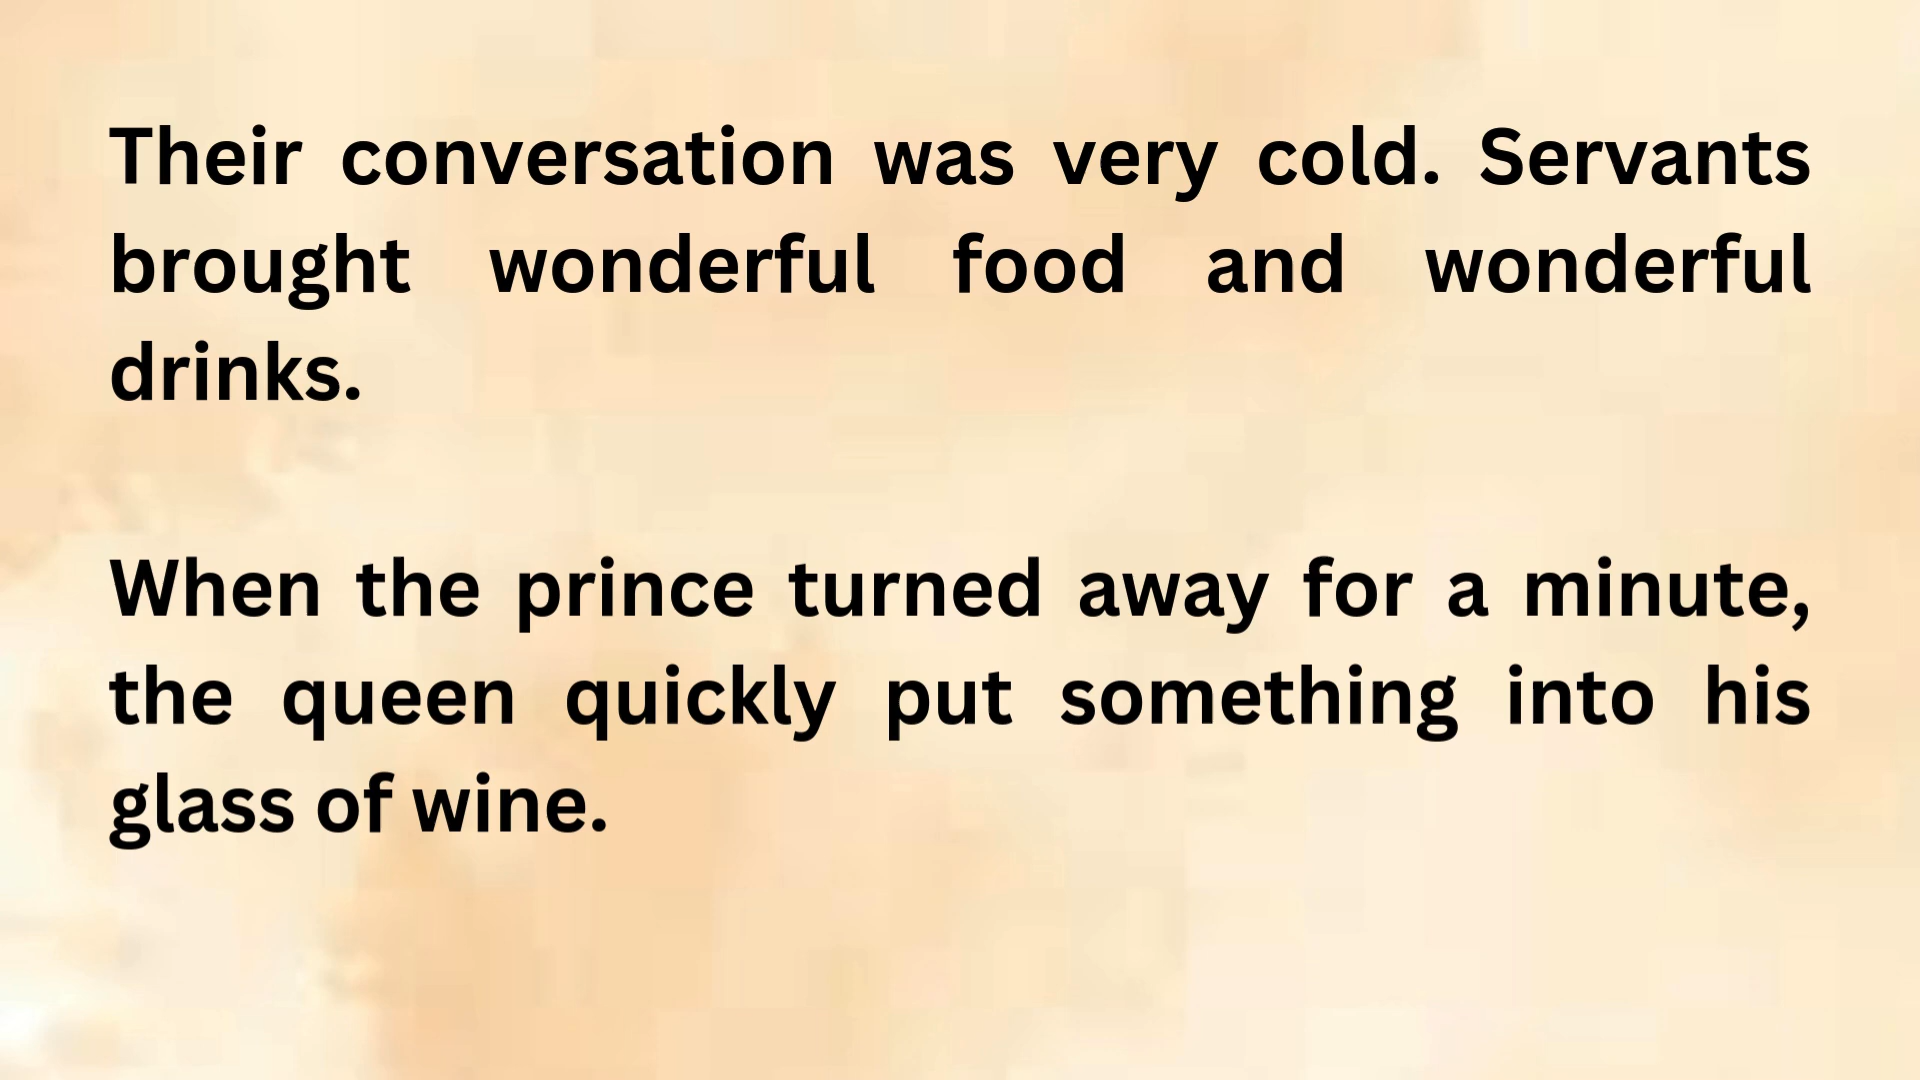 Their conversation was very cold. Servants
brought wonderful food and wonderful
drinks.
When the prince turned away for a minute,
the queen quickly put something into his
glass of wine.